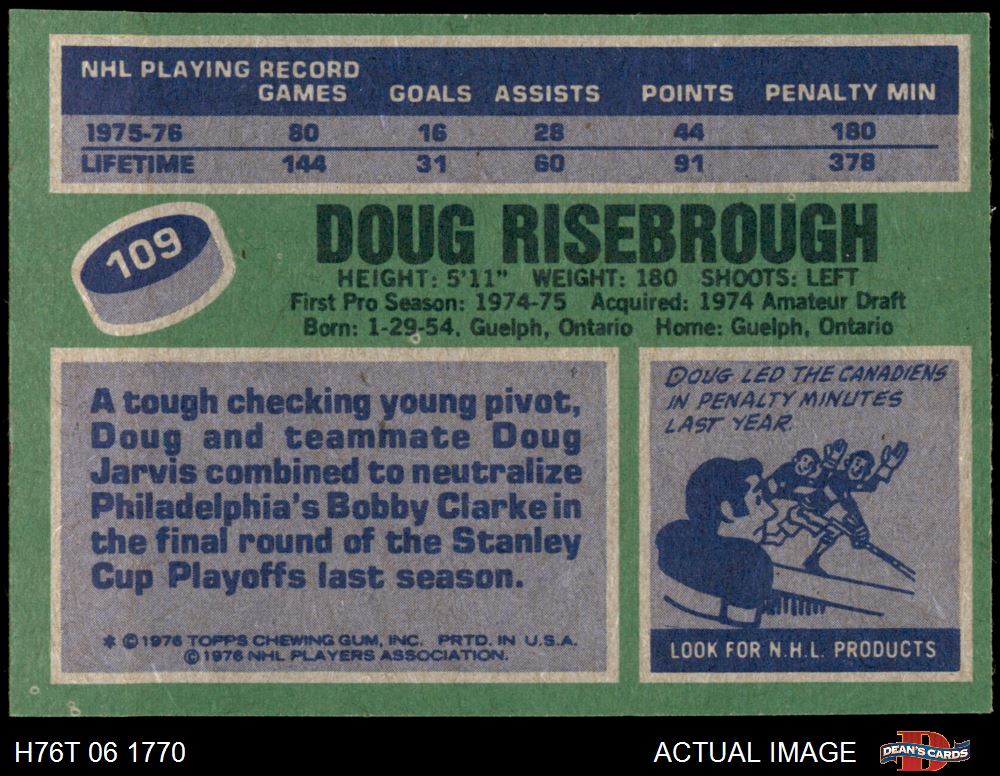 NHL PLAYING RECORD
GAMES GOALS ASSISTS POINTS PENALTY MIN
1975-76 80 16 28 44 180
LIFETIME 144 31 60 91 378
109
DOUG RISEBROUGH
HEIGHT: 5'11" WEIGHT: 180 SHOOTS: LEFT
First Pro Season: 1974-75 Acquired: 1974 Amateur Draft
Born: 1-29-54. Guelph, Ontario Home: Guelph, Ontario
A tough checking young pivot,
Doug and teammate Doug
Jarvis combined to neutralize
Philadelphia's Bobby Clarke in
the final round of the Stanley
Cup Playoffs last season.
* © 1976 TOPPS CHEWING GUM, INC. PRTD. IN U.S.A.
© 1976 NHL PLAYERS ASSOCIATION.
DOUG LED THE CANADIENS
IN PENALTY MINUTES
LAST YEAR.
LOOK FOR N.H.L. PRODUCTS
H76T 06 1770
ACTUAL IMAGE
D
DEAN'S CARDS